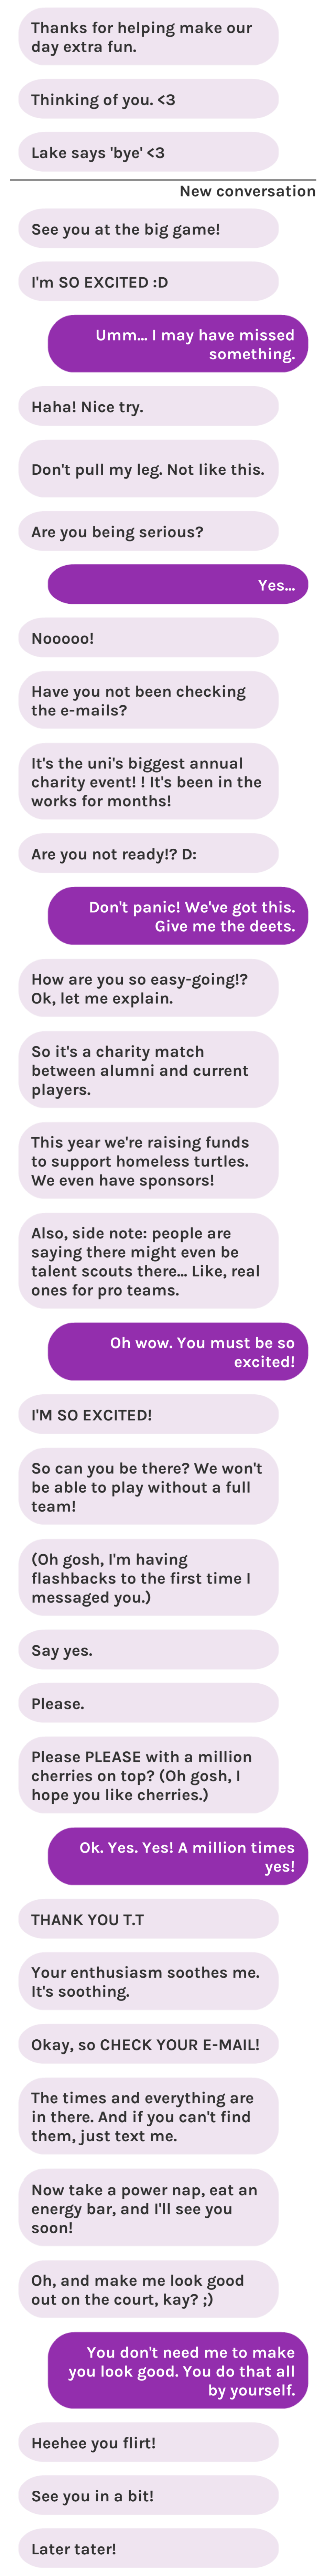 Thanks for helping make our
day extra fun.
Thinking of you. <3
Lake says 'bye' <3
New conversation
See you at the big game!
I'm SO EXCITED :D
Umm... I may have missed
something.
Haha! Nice try.
Don't pull my leg. Not like this.
Are you being serious?
Yes...
Nooooo!
Have you not been checking
the e-mails?
It's the uni's biggest annual
charity event! ! It's been in the
works for months!
Are you not ready!? D:
Don't panic! We've got this.
Give me the deets.
How are you so easy-going!?
Ok, let me explain.
So it's a charity match
between alumni and current
players.
This year we're raising funds
to support homeless turtles.
We even have sponsors!
Also, side note: people are
saying there might even be
talent scouts there... Like, real
ones for pro teams.
Oh wow. You must be so
excited!
I'M SO EXCITED!
So can you be there? We won't
be able to play without a full
team!
(Oh gosh, I'm having
flashbacks to the first time I
messaged you.)
Say yes.
Please.
Please PLEASE with a million
cherries on top? (Oh gosh, I
hope you like cherries.)
Ok. Yes. Yes! A million times
yes!
THANK YOU T.T
Your enthusiasm soothes me.
It's soothing.
Okay, so CHECK YOUR E-MAIL!
The times and everything are
in there. And if you can't find
them, just text me.
Now take a power nap, eat an
energy bar, and I'll see you
soon!
Oh, and make me look good
out on the court, kay? ;)
You don't need me to make
you look good. You do that all
by yourself.
Heehee you flirt!
See you in a bit!
Later tater!